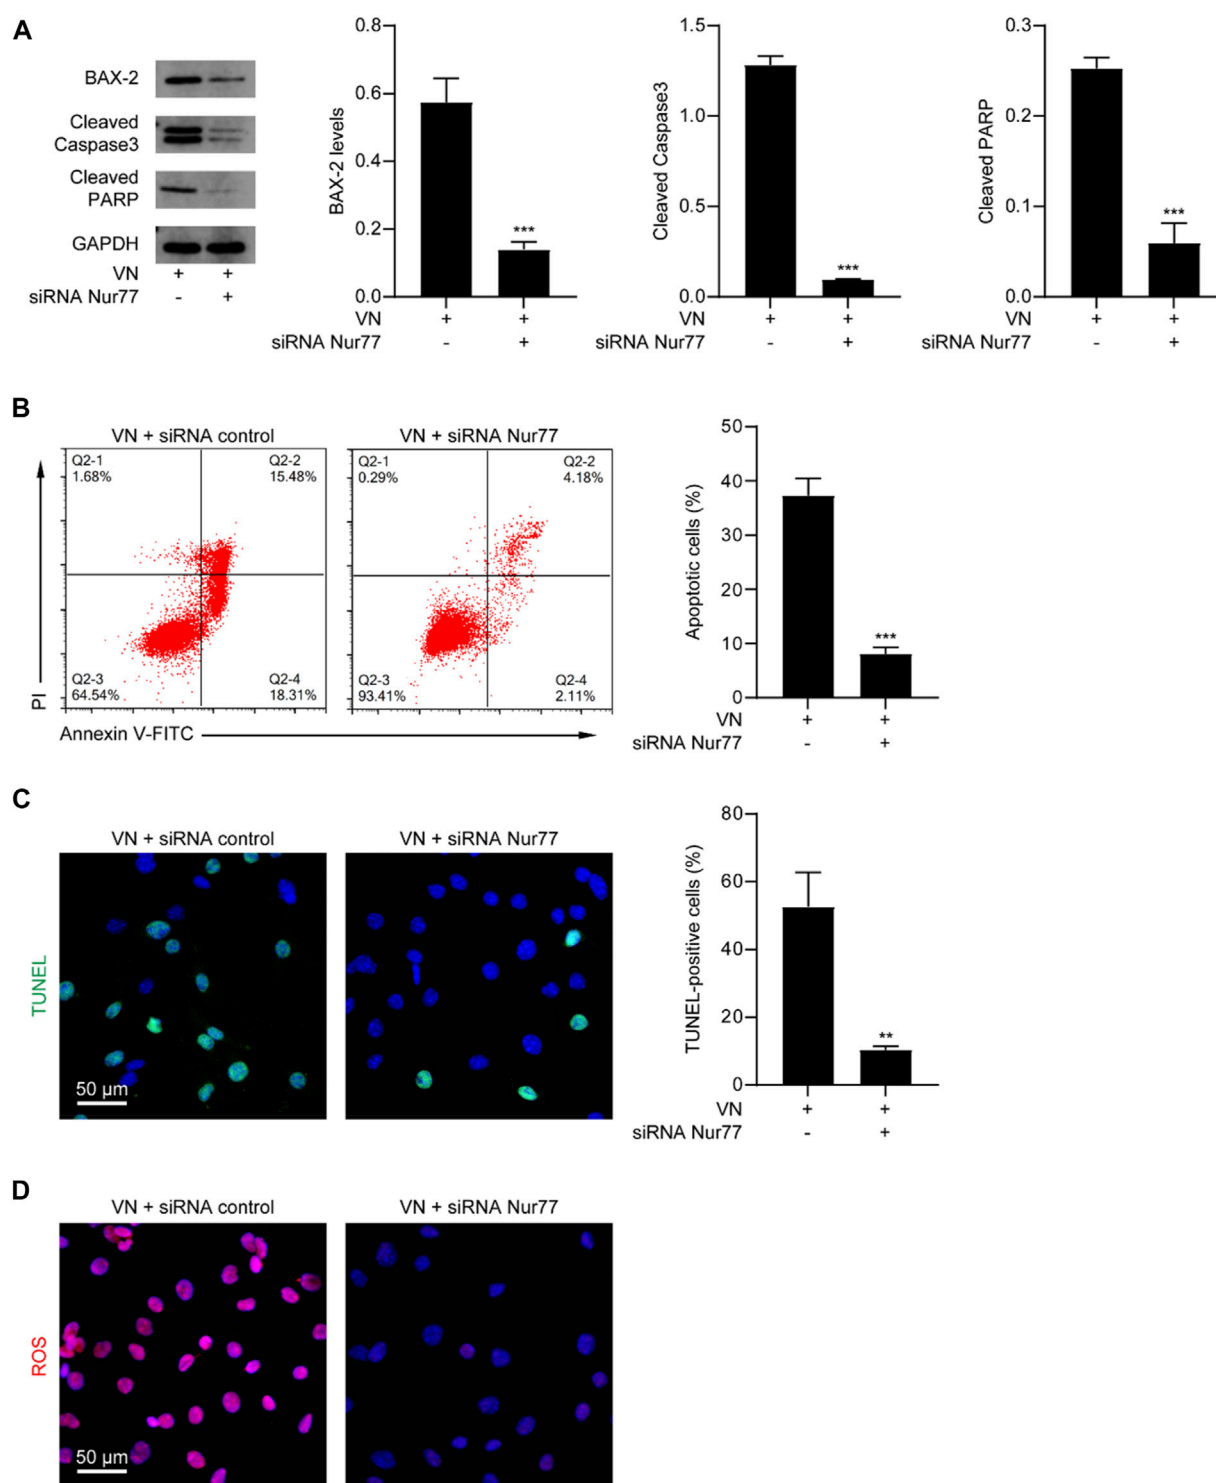 A
BAX-2
Cleaved
Caspase3
Cleaved
PARP
GAPDH
VN + +
siRNA Nur77 - +
BAX-2 levels
0.8
0.6
0.4
0.2
0.0
***
VN + +
siRNA Nur77 - +
Cleaved Caspase3
1.5
1.0
0.5
0.0
***
VN + +
siRNA Nur77 - +
Cleaved PARP
0.3
0.2
0.1
0.0
***
VN + +
siRNA Nur77 - +
B
VN + siRNA control
Q2-1
1.68%
Q2-2
15.48%
Q2-3
64.54%
Q2-4
18.31%
VN + siRNA Nur77
Q2-1
0.29%
Q2-2
4.18%
Q2-3
93.41%
Q2-4
2.11%
PI
Annexin V-FITC
Apoptotic cells (%)
50
40
30
20
10
0
***
VN + +
siRNA Nur77 - +
C
VN + siRNA control
VN + siRNA Nur77
TUNEL
50 μm
TUNEL-positive cells (%)
80
60
40
20
0
**
VN + +
siRNA Nur77 - +
D
VN + siRNA control
VN + siRNA Nur77
ROS
50 μm